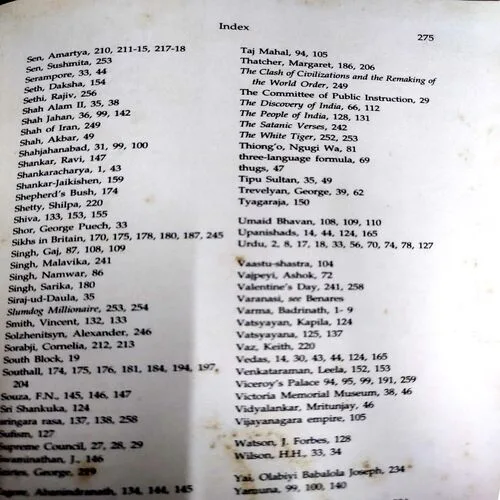 Index
275
Sen, Amartya, 210, 211-15, 217-18
Sen, Sushmita, 253
Serampore, 33, 44
Seth, Daksha, 154
Sethi, Rajiv, 256
Shah Alam II, 35, 38
Shah Jahan, 36, 99, 142
Shah of Iran, 249
Shah, Akbar, 49
Shahjahanabad, 31, 99, 100
Shankar, Ravi, 147
Shankaracharya, 1, 43
Shankar-Jaikishen, 159
Shepherd's Bush, 174
Shetty, Shilpa, 220
Shiva, 133, 153, 155
Shor, George Puech, 33
Sikhs in Britain, 170, 175, 178, 180, 187, 245
Singh, Gaj, 87, 108, 109
Singh, Malavika, 241
Singh, Namwar, 86
Singh, Sarika, 180
Siraj-ud-Daula, 35
Slumdog Millionaire, 253, 254
Smith, Vincent, 132, 133
Solzhenitsyn, Alexander, 246
Sorabji, Cornelia, 212, 213
South Block, 19
Southall, 174, 175, 176, 181, 184, 194, 197,
204
Souza, F.N., 145, 146, 147
Sri Shankuka, 124
sringara rasa, 137, 138, 258
Sufism, 127
Supreme Council, 27, 28, 29
Swaminathan, J., 146
George, 219
Abanindranath, 134, 144, 145
Taj Mahal, 94, 105
Thatcher, Margaret, 186, 206
The Clash of Civilizations and the Remaking of
the World Order, 249
The Committee of Public Instruction, 29
The Discovery of India, 66, 112
The People of India, 128, 131
The Satanic Verses, 242
The White Tiger, 252, 253
Thiong'o, Ngugi Wa, 81
three-language formula, 69
thugs, 47
Tipu Sultan, 35, 49
Trevelyan, George, 39, 62
Tyagaraja, 150
Umaid Bhavan, 108, 109, 110
Upanishads, 14, 44, 124, 165
Urdu, 2, 8, 17, 18, 33, 56, 70, 74, 78, 127
Vaastu-shastra, 104
Vajpeyi, Ashok, 72
Valentine's Day, 241, 258
Varanasi, see Benares
Varma, Badrinath, 1- 9
Vatsyayan, Kapila, 124
Vatsyayana, 125, 137
Vaz, Keith, 220
Vedas, 14, 30, 43, 44, 124, 165
Venkataraman, Leela, 152, 153
Viceroy's Palace 94, 95, 99, 191, 259
Victoria Memorial Museum, 38, 46
Vidyalankar, Mritunjay, 46
Vijayanagara empire, 105
Watson, J. Forbes, 128
Wilson, H.H., 33, 34
Yai, Olabiyi Babalola Joseph, 234
Yamuna, 99, 100, 140